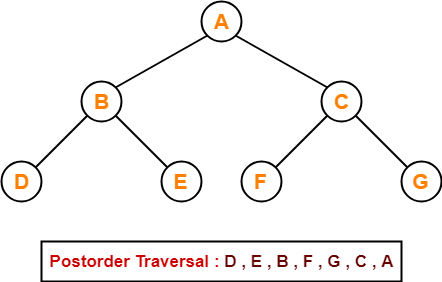 A
B
C
D
E
F
G
Postorder Traversal : D , E , B , F , G , C , A